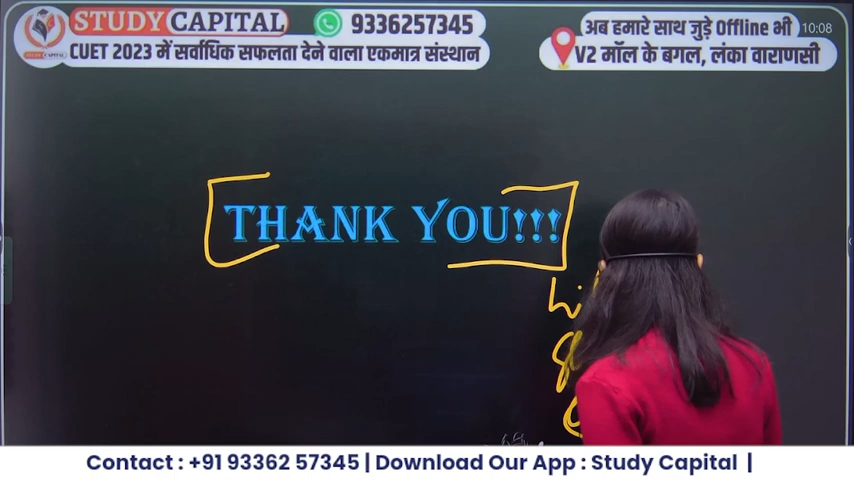 STUDY CAPITAL 9336257345
CUET 2023 में सर्वाधिक सफलता देने वाला एकमात्र संस्थान
अब हमारे साथ जुड़े Offline भी 10:08
V2 मॉल के बगल, लंका वाराणसी
THANK YOU!!!
Contact : +91 93362 57345 | Download Our App : Study Capital |